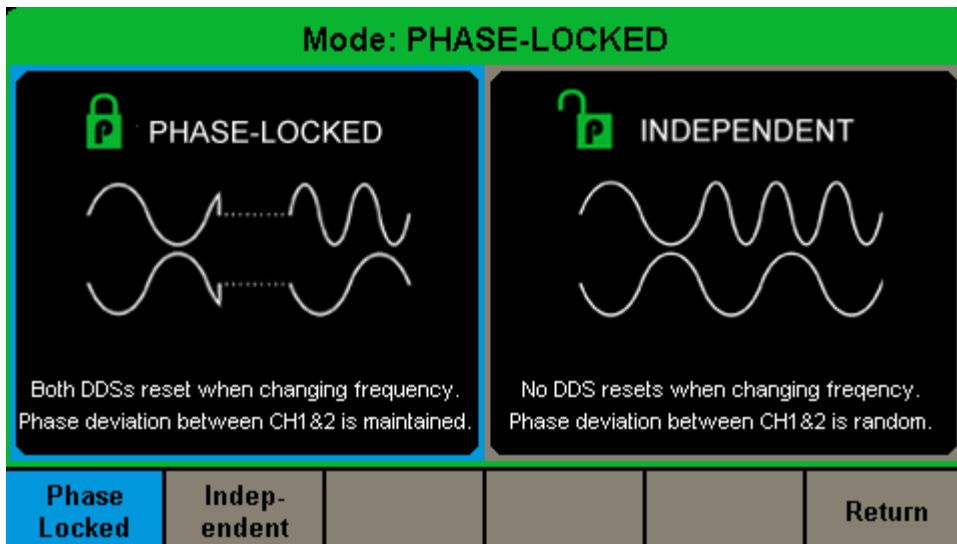 Mode: PHASE-LOCKED
P PHASE-LOCKED
Both DDSs reset when changing frequency.
Phase deviation between CH1&2 is maintained.
P INDEPENDENT
No DDS resets when changing freqency.
Phase deviation between CH1&2 is random.
Phase
Locked
Indep-
endent
Return